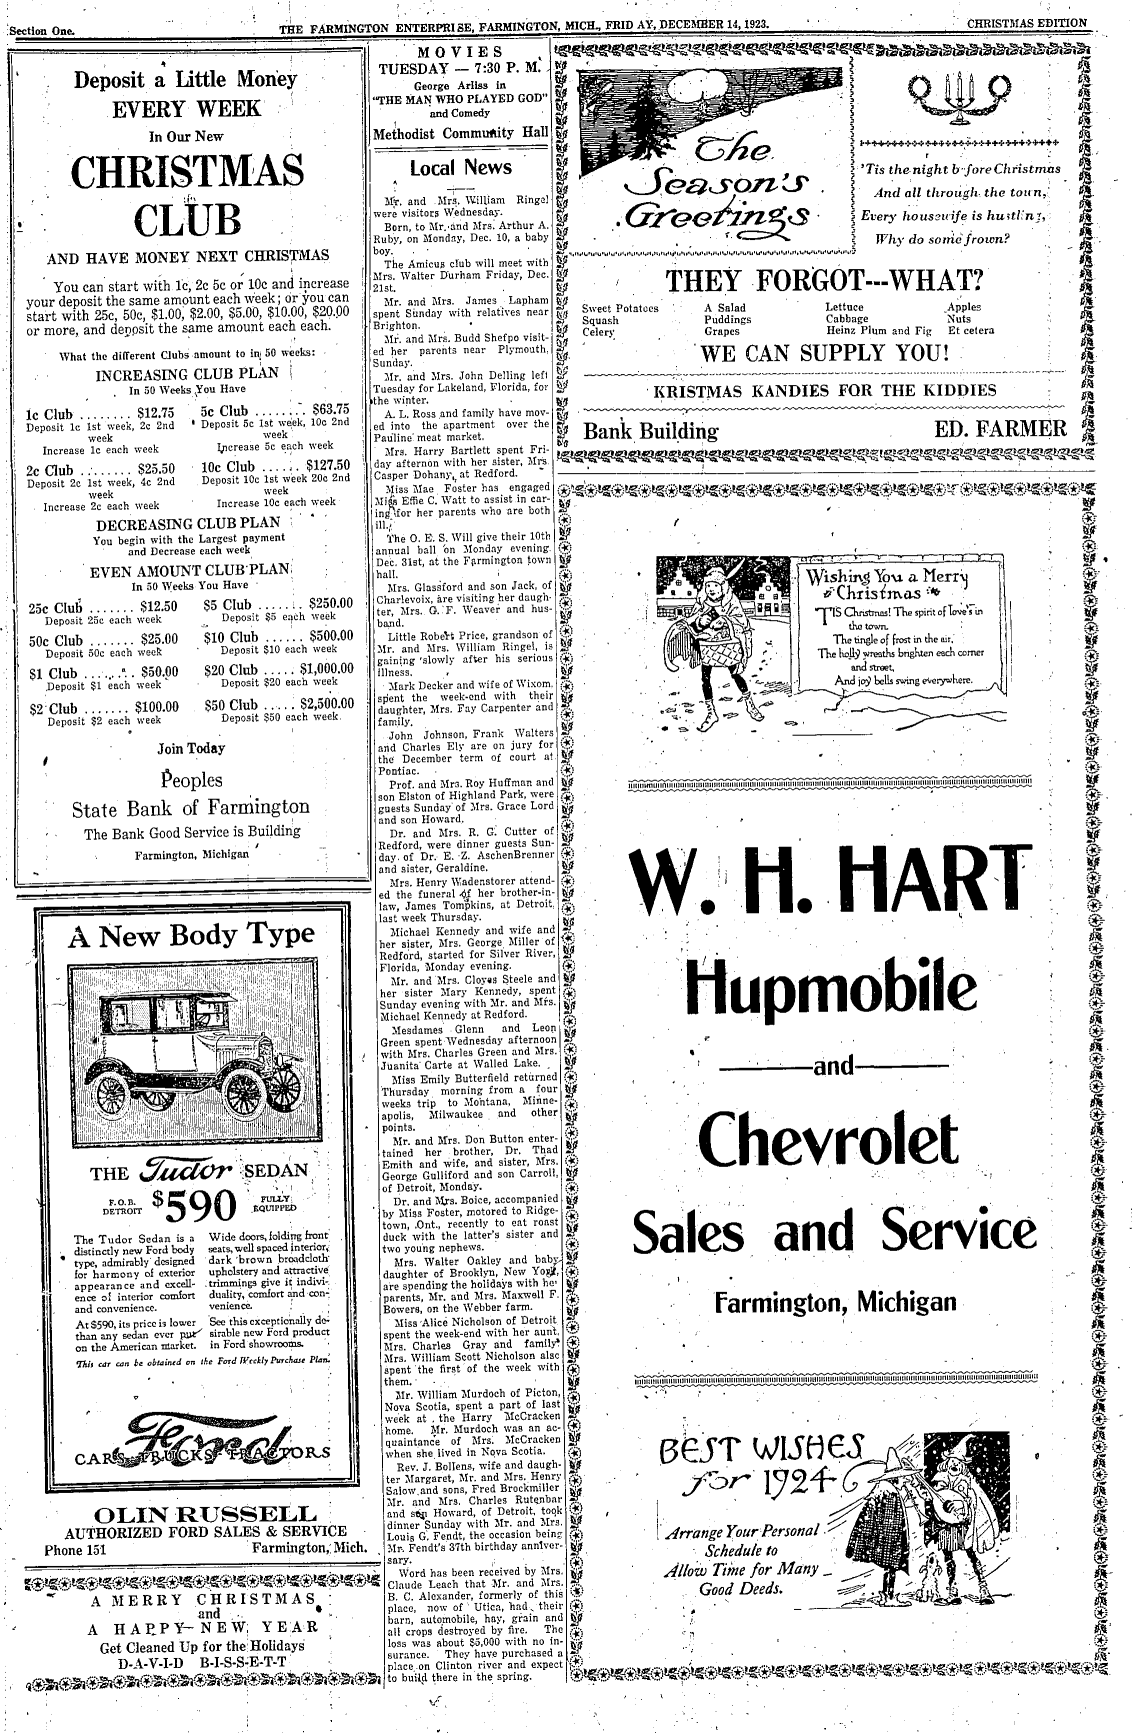 Section One.
THE FARMINGTON ENTERPRISE, FARMINGTON, MICH., FRIDAY, DECEMBER 14, 1923.
CHRISTMAS EDITION
Deposit a Little Money
EVERY WEEK
In Our New
CHRISTMAS
CLUB
AND HAVE MONEY NEXT CHRISTMAS
You can start with 1c, 2c 5c or 10c and increase
your deposit the same amount each week; or you can
start with 25c, 50c, $1.00, $2.00, $5.00, $10.00, $20.00
or more, and deposit the same amount each each.
What the different Clubs amount to in 50 weeks:
INCREASING CLUB PLAN
In 50 Weeks You Have
1c Club ........ $12.75
Deposit 1c 1st week, 2c 2nd
week
Increase 1c each week
5c Club ........ $63.75
Deposit 5c 1st week, 10c 2nd
week
Increase 5c each week
2c Club ........ $25.50
Deposit 2c 1st week, 4c 2nd
week
Increase 2c each week
10c Club ...... $127.50
Deposit 10c 1st week 20c 2nd
week
Increase 10c each week
DECREASING CLUB PLAN
You begin with the Largest payment
and Decrease each week
EVEN AMOUNT CLUB PLAN
In 50 Weeks You Have
25c Club ....... $12.50
Deposit 25c each week
$5 Club ....... $250.00
Deposit $5 each week
50c Club ....... $25.00
Deposit 50c each week
$10 Club ...... $500.00
Deposit $10 each week
$1 Club ....... $50.00
Deposit $1 each week
$20 Club ..... $1,000.00
Deposit $20 each week
$2 Club ....... $100.00
Deposit $2 each week
$50 Club ..... $2,500.00
Deposit $50 each week
Join Today
Peoples
State Bank of Farmington
The Bank Good Service is Building
Farmington, Michigan
A New Body Type
THE Tudor SEDAN
F.O.B.
DETROIT
$590
FULLY
EQUIPPED
The Tudor Sedan is a
distinctly new Ford body
type, admirably designed
for harmony of exterior
appearance and excell-
ence of interior comfort
and convenience.
At $590, its price is lower
than any sedan ever put
on the American market.
Wide doors, folding front
seats, well spaced interior,
dark brown broadcloth
upholstery and attractive
trimmings give it indivi-
duality, comfort and con-
venience.
See this exceptionally de-
sirable new Ford product
in Ford showrooms.
This car can be obtained on the Ford Weekly Purchase Plan.
Ford
CARS TRUCKS TRACTORS
OLIN RUSSELL
AUTHORIZED FORD SALES & SERVICE
Phone 151
Farmington, Mich.
A MERRY CHRISTMAS
and
A HAPPY NEW YEAR
Get Cleaned Up for the Holidays
D-A-V-I-D B-I-S-S-E-T-T
MOVIES
TUESDAY — 7:30 P. M.
George Arliss in
"THE MAN WHO PLAYED GOD"
and Comedy
Methodist Community Hall
Local News
Mr. and Mrs. William Ringel
were visitors Wednesday.
Born, to Mr. and Mrs. Arthur A.
Ruby, on Monday, Dec. 10, a baby
boy.
The Amicus club will meet with
Mrs. Walter Durham Friday, Dec.
21st.
Mr. and Mrs. James Lapham
spent Sunday with relatives near
Brighton.
Mr. and Mrs. Budd Shefpo visit-
ed her parents near Plymouth,
Sunday.
Mr. and Mrs. John Delling left
Tuesday for Lakeland, Florida, for
the winter.
A. L. Ross and family have mov-
ed into the apartment over the
Pauline meat market.
Mrs. Harry Bartlett spent Fri-
day afternoon with her sister, Mrs.
Casper Dohany, at Redford.
Miss Mae Foster has engaged
Miss Effie C. Watt to assist in car-
ing for her parents who are both
ill.
The O. E. S. Will give their 10th
annual ball on Monday evening
Dec. 31st, at the Farmington town
hall.
Mrs. Glassford and son Jack, of
Charlevoix, are visiting her daugh-
ter, Mrs. G. F. Weaver and hus-
band.
Little Robert Price, grandson of
Mr. and Mrs. William Ringel, is
gaining slowly after his serious
illness.
Mark Decker and wife of Wixom,
spent the week-end with their
daughter, Mrs. Fay Carpenter and
family.
John Johnson, Frank Walters
and Charles Ely are on jury for
the December term of court at
Pontiac.
Prof. and Mrs. Roy Huffman and
son Elston of Highland Park, were
guests Sunday of Mrs. Grace Lord
and son Howard.
Dr. and Mrs. R. G. Cutter of
Redford, were dinner guests Sun-
day of Dr. E. Z. AschenBrenner
and sister, Geraldine.
Mrs. Henry Wadenstorer attend-
ed the funeral of her brother-in-
law, James Tompkins, at Detroit,
last week Thursday.
Michael Kennedy and wife and
her sister, Mrs. George Miller of
Redford, started for Silver River,
Florida, Monday evening.
Mr. and Mrs. Cloyes Steele and
her sister Mary Kennedy, spent
Sunday evening with Mr. and Mrs.
Michael Kennedy at Redford.
Mesdames Glenn and Leon
Green spent Wednesday afternoon
with Mrs. Charles Green and Mrs.
Juanita Carte at Walled Lake.
Miss Emily Butterfield returned
Thursday morning from a four
weeks trip to Montana, Minne-
apolis, Milwaukee and other
points.
Mr. and Mrs. Don Button enter-
tained her brother, Dr. Thad
Emith and wife, and sister, Mrs.
George Gulliford and son Carroll,
of Detroit, Monday.
Dr. and Mrs. Boice, accompanied
by Miss Foster, motored to Ridge-
town, Ont., recently to eat roast
duck with the latter's sister and
two young nephews.
Mrs. Walter Oakley and baby
daughter of Brooklyn, New York,
are spending the holidays with her
parents, Mr. and Mrs. Maxwell F.
Bowers, on the Webber farm.
Miss Alice Nicholson of Detroit
spent the week-end with her aunt,
Mrs. Charles Gray and family
Mrs. William Scott Nicholson also
spent the first of the week with
them.
Mr. William Murdoch of Picton,
Nova Scotia, spent a part of last
week at the Harry McCracken
home. Mr. Murdoch was an ac-
quaintance of Mrs. McCracken
when she lived in Nova Scotia.
Rev. J. Bollens, wife and daugh-
ter Margaret, Mr. and Mrs. Henry
Salow and sons, Fred Brockmiller
Mr. and Mrs. Charles Rutenbar
and son Howard, of Detroit, took
dinner Sunday with Mr. and Mrs.
Louis G. Fendt, the occasion being
Mr. Fendt's 37th birthday anniver-
sary.
Word has been received by Mrs.
Claude Leach that Mr. and Mrs.
B. C. Alexander, formerly of this
place, now of Utica, had their
barn, automobile, hay, grain and
all crops destroyed by fire. The
loss was about $5,000 with no in-
surance. They have purchased a
place on Clinton river and expect
to build there in the spring.
The
Season's
Greetings
'Tis the night before Christmas
And all through the town,
Every housewife is hustling,
Why do some frown?
THEY FORGOT---WHAT?
Sweet Potatoes
Squash
Celery
A Salad
Puddings
Grapes
Lettuce
Cabbage
Heinz Plum and Fig
Apples
Nuts
Et cetera
WE CAN SUPPLY YOU!
KRISTMAS KANDIES FOR THE KIDDIES
Bank Building
ED. FARMER
Wishing You a Merry
Christmas
'TIS Christmas! The spirit of love's in
the town.
The tingle of frost in the air,
The holly wreaths brighten each corner
and street,
And joy bells swing everywhere.
W. H. HART
Hupmobile
—and—
Chevrolet
Sales and Service
Farmington, Michigan
BEST WISHES
for 1924
Arrange Your Personal
Schedule to
Allow Time for Many
Good Deeds.